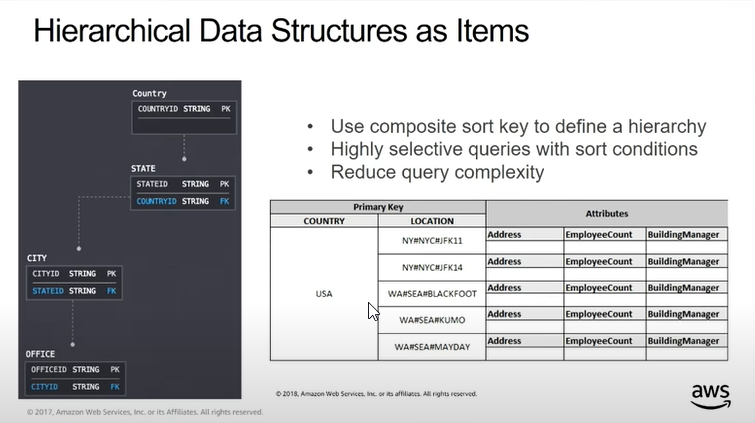 Hierarchical Data Structures as Items
Country
COUNTRYID STRING PK
STATE
STATEID STRING PK
COUNTRYID STRING FK
CITY
CITYID STRING PK
STATEID STRING FK
OFFICE
OFFICEID STRING PK
CITYID STRING FK
• Use composite sort key to define a hierarchy
• Highly selective queries with sort conditions
• Reduce query complexity
Primary Key Attributes
COUNTRY LOCATION
USA
NY#NYC#JFK11 Address EmployeeCount BuildingManager
NY#NYC#JFK14 Address EmployeeCount BuildingManager
WA#SEA#BLACKFOOT Address EmployeeCount BuildingManager
WA#SEA#KUMO Address EmployeeCount BuildingManager
WA#SEA#MAYDAY Address EmployeeCount BuildingManager
© 2018, Amazon Web Services, Inc. or its affiliates. All rights reserved.
© 2017, Amazon Web Services, Inc. or its Affiliates. All rights reserved.
aws